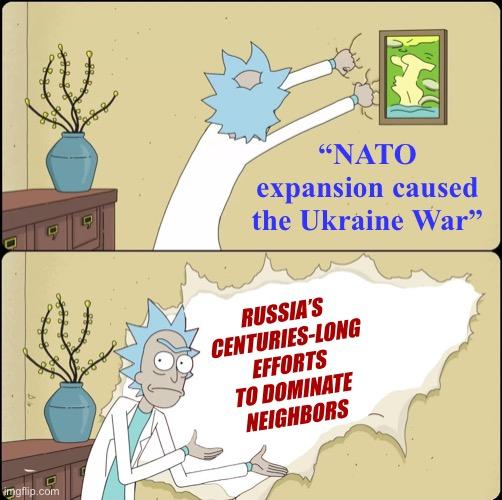 “NATO
expansion caused
the Ukraine War”
RUSSIA’S
CENTURIES-LONG
EFFORTS
TO DOMINATE
NEIGHBORS
imgflip.com